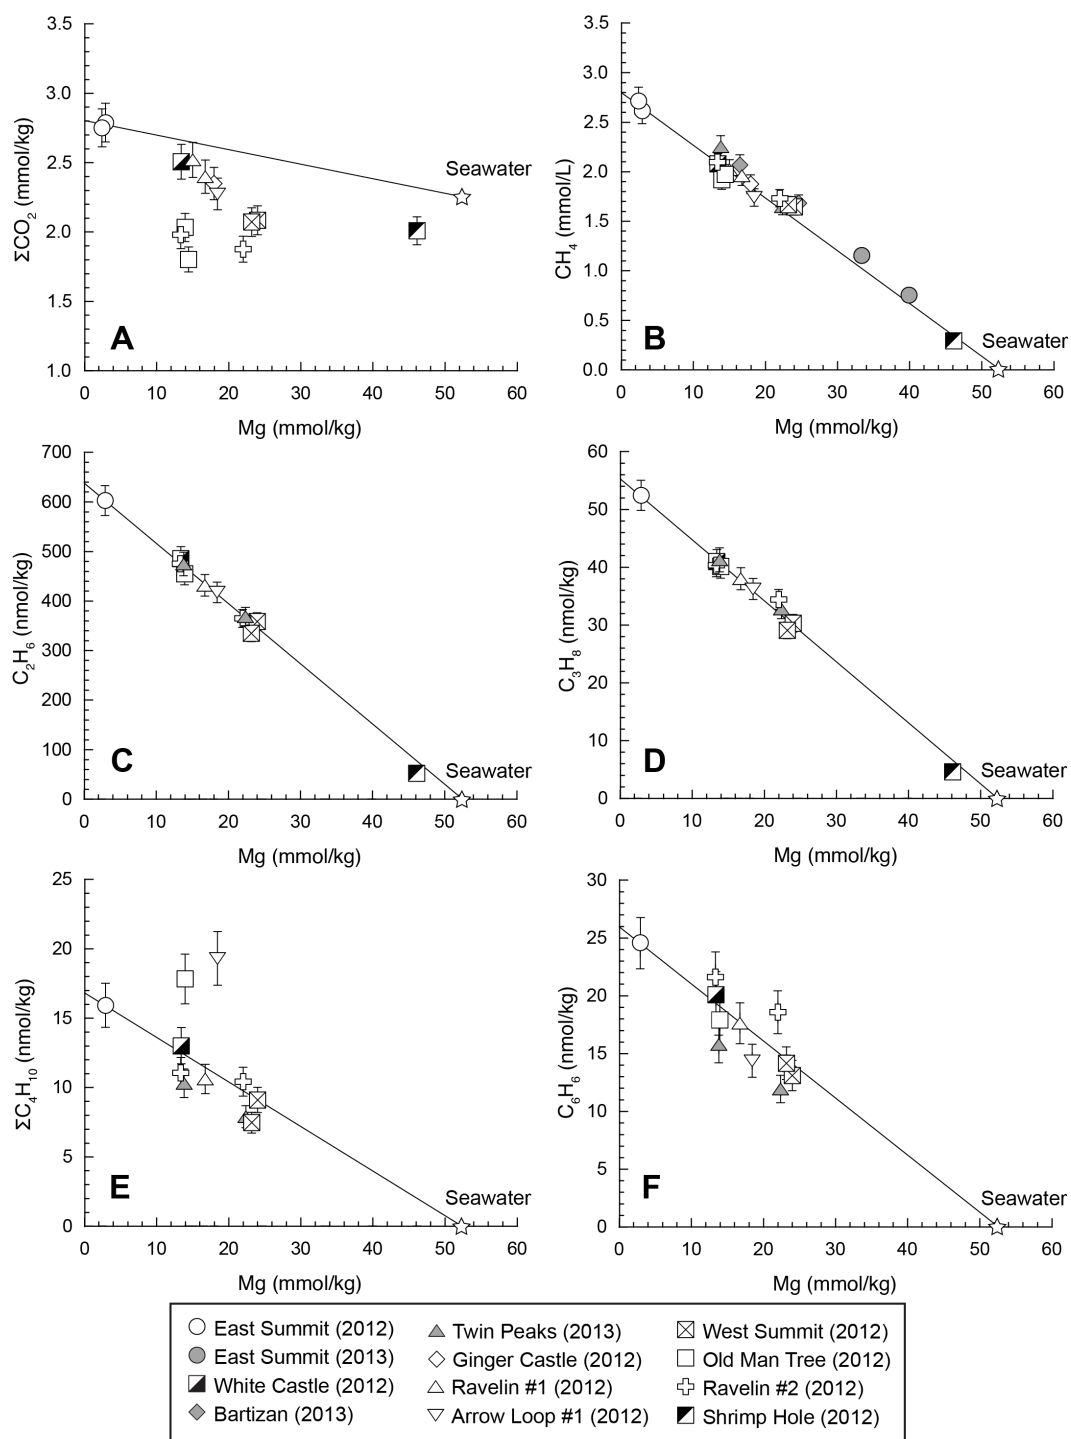 3.5
3.0
2.5
2.0
1.5
1.0
ΣCO2 (mmol/kg)
Seawater
A
0 10 20 30 40 50 60
Mg (mmol/kg)
3.5
3.0
2.5
2.0
1.5
1.0
0.5
0.0
CH4 (mmol/L)
Seawater
B
0 10 20 30 40 50 60
Mg (mmol/kg)
700
600
500
400
300
200
100
0
C2H6 (nmol/kg)
Seawater
C
0 10 20 30 40 50 60
Mg (mmol/kg)
60
50
40
30
20
10
0
C3H8 (nmol/kg)
Seawater
D
0 10 20 30 40 50 60
Mg (mmol/kg)
25
20
15
10
5
0
ΣC4H10 (nmol/kg)
Seawater
E
0 10 20 30 40 50 60
Mg (mmol/kg)
30
25
20
15
10
5
0
C6H6 (nmol/kg)
Seawater
F
0 10 20 30 40 50 60
Mg (mmol/kg)
East Summit (2012)
East Summit (2013)
White Castle (2012)
Bartizan (2013)
Twin Peaks (2013)
Ginger Castle (2012)
Ravelin #1 (2012)
Arrow Loop #1 (2012)
West Summit (2012)
Old Man Tree (2012)
Ravelin #2 (2012)
Shrimp Hole (2012)